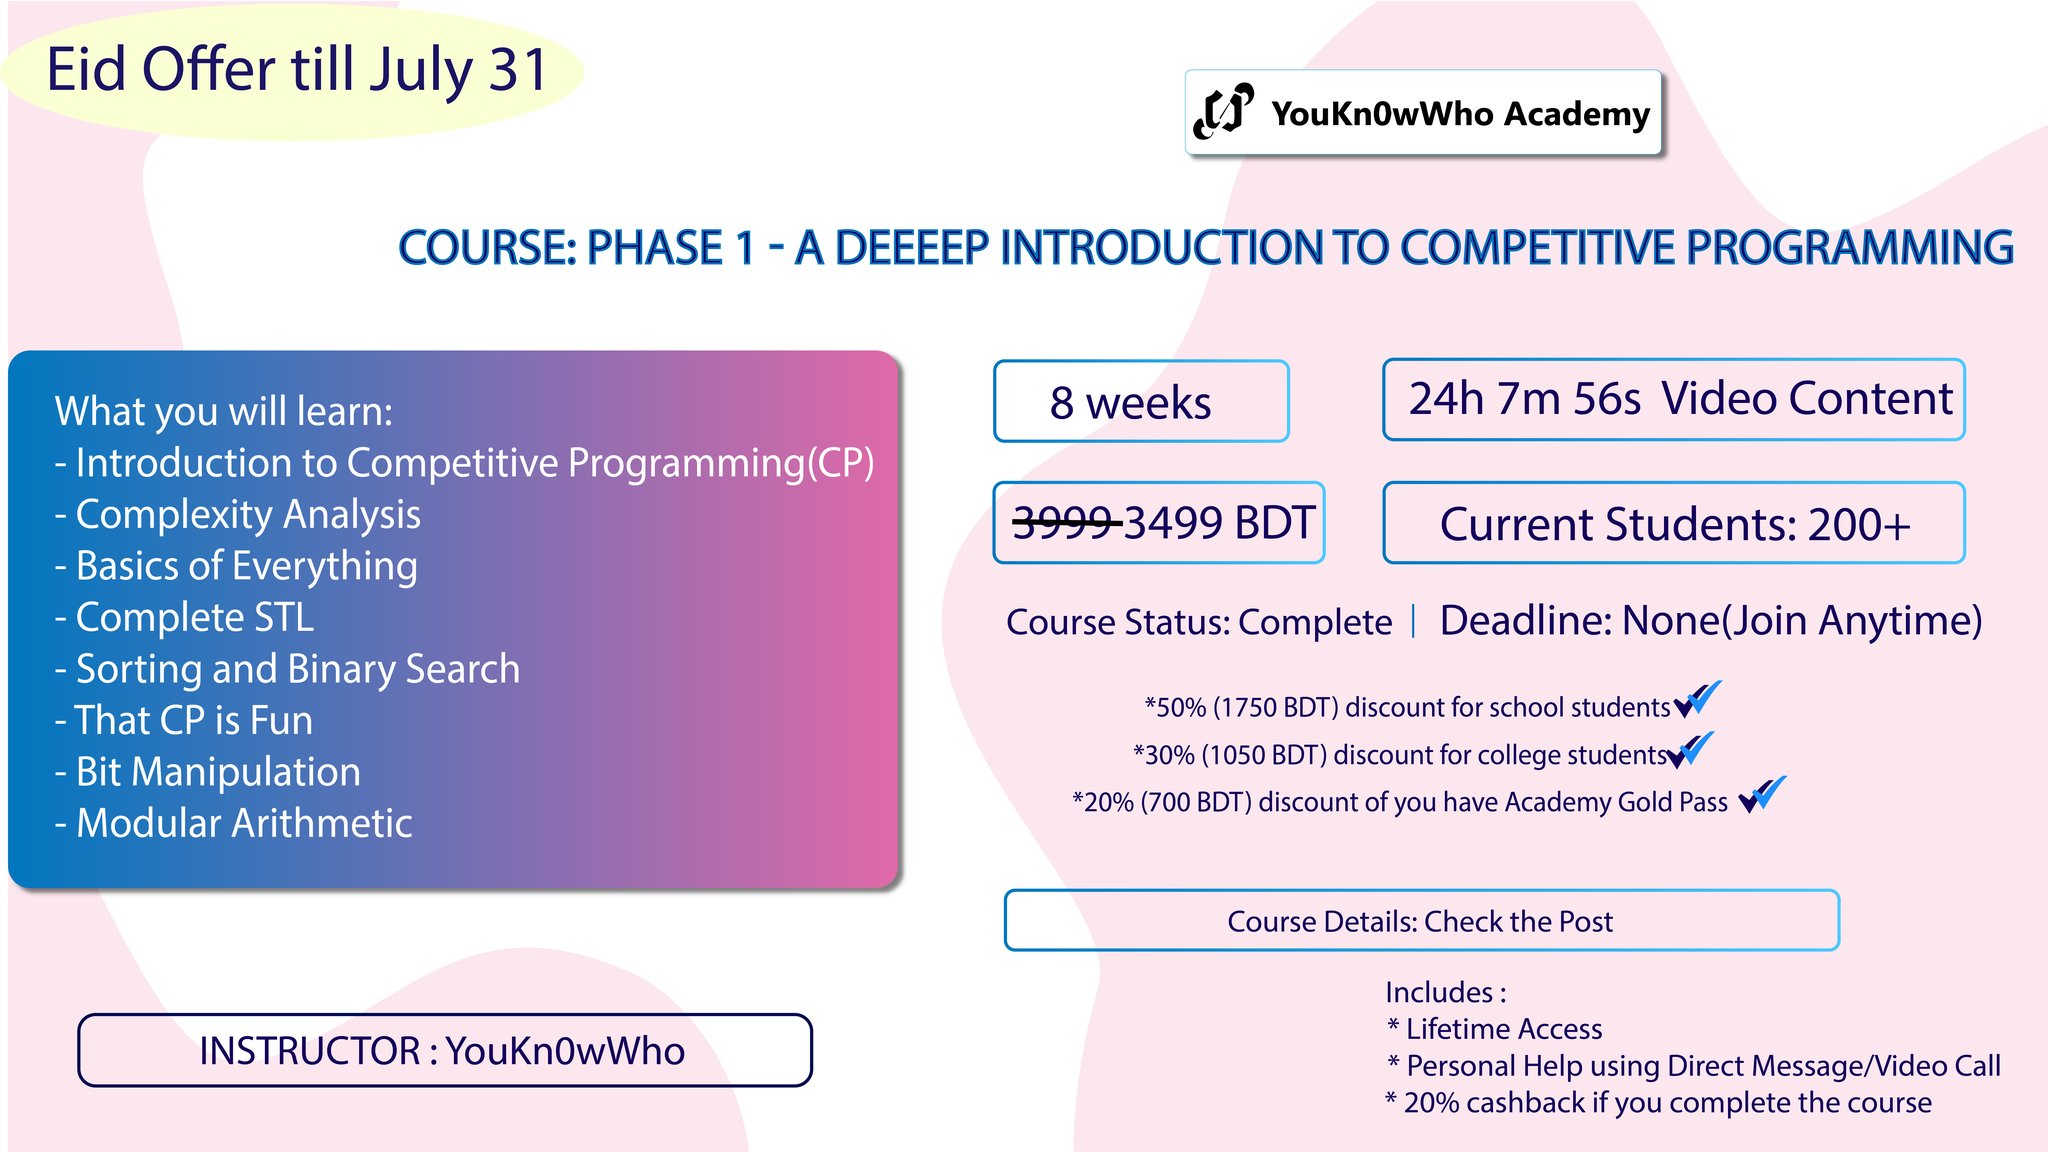 Eid Offer till July 31
YouKn0wWho Academy
COURSE: PHASE 1 - A DEEEEP INTRODUCTION TO COMPETITIVE PROGRAMMING
What you will learn:
- Introduction to Competitive Programming(CP)
- Complexity Analysis
- Basics of Everything
- Complete STL
- Sorting and Binary Search
- That CP is Fun
- Bit Manipulation
- Modular Arithmetic
8 weeks
24h 7m 56s Video Content
3999 3499 BDT
Current Students: 200+
Course Status: Complete | Deadline: None(Join Anytime)
*50% (1750 BDT) discount for school students
*30% (1050 BDT) discount for college students
*20% (700 BDT) discount of you have Academy Gold Pass
Course Details: Check the Post
INSTRUCTOR : YouKn0wWho
Includes :
* Lifetime Access
* Personal Help using Direct Message/Video Call
* 20% cashback if you complete the course